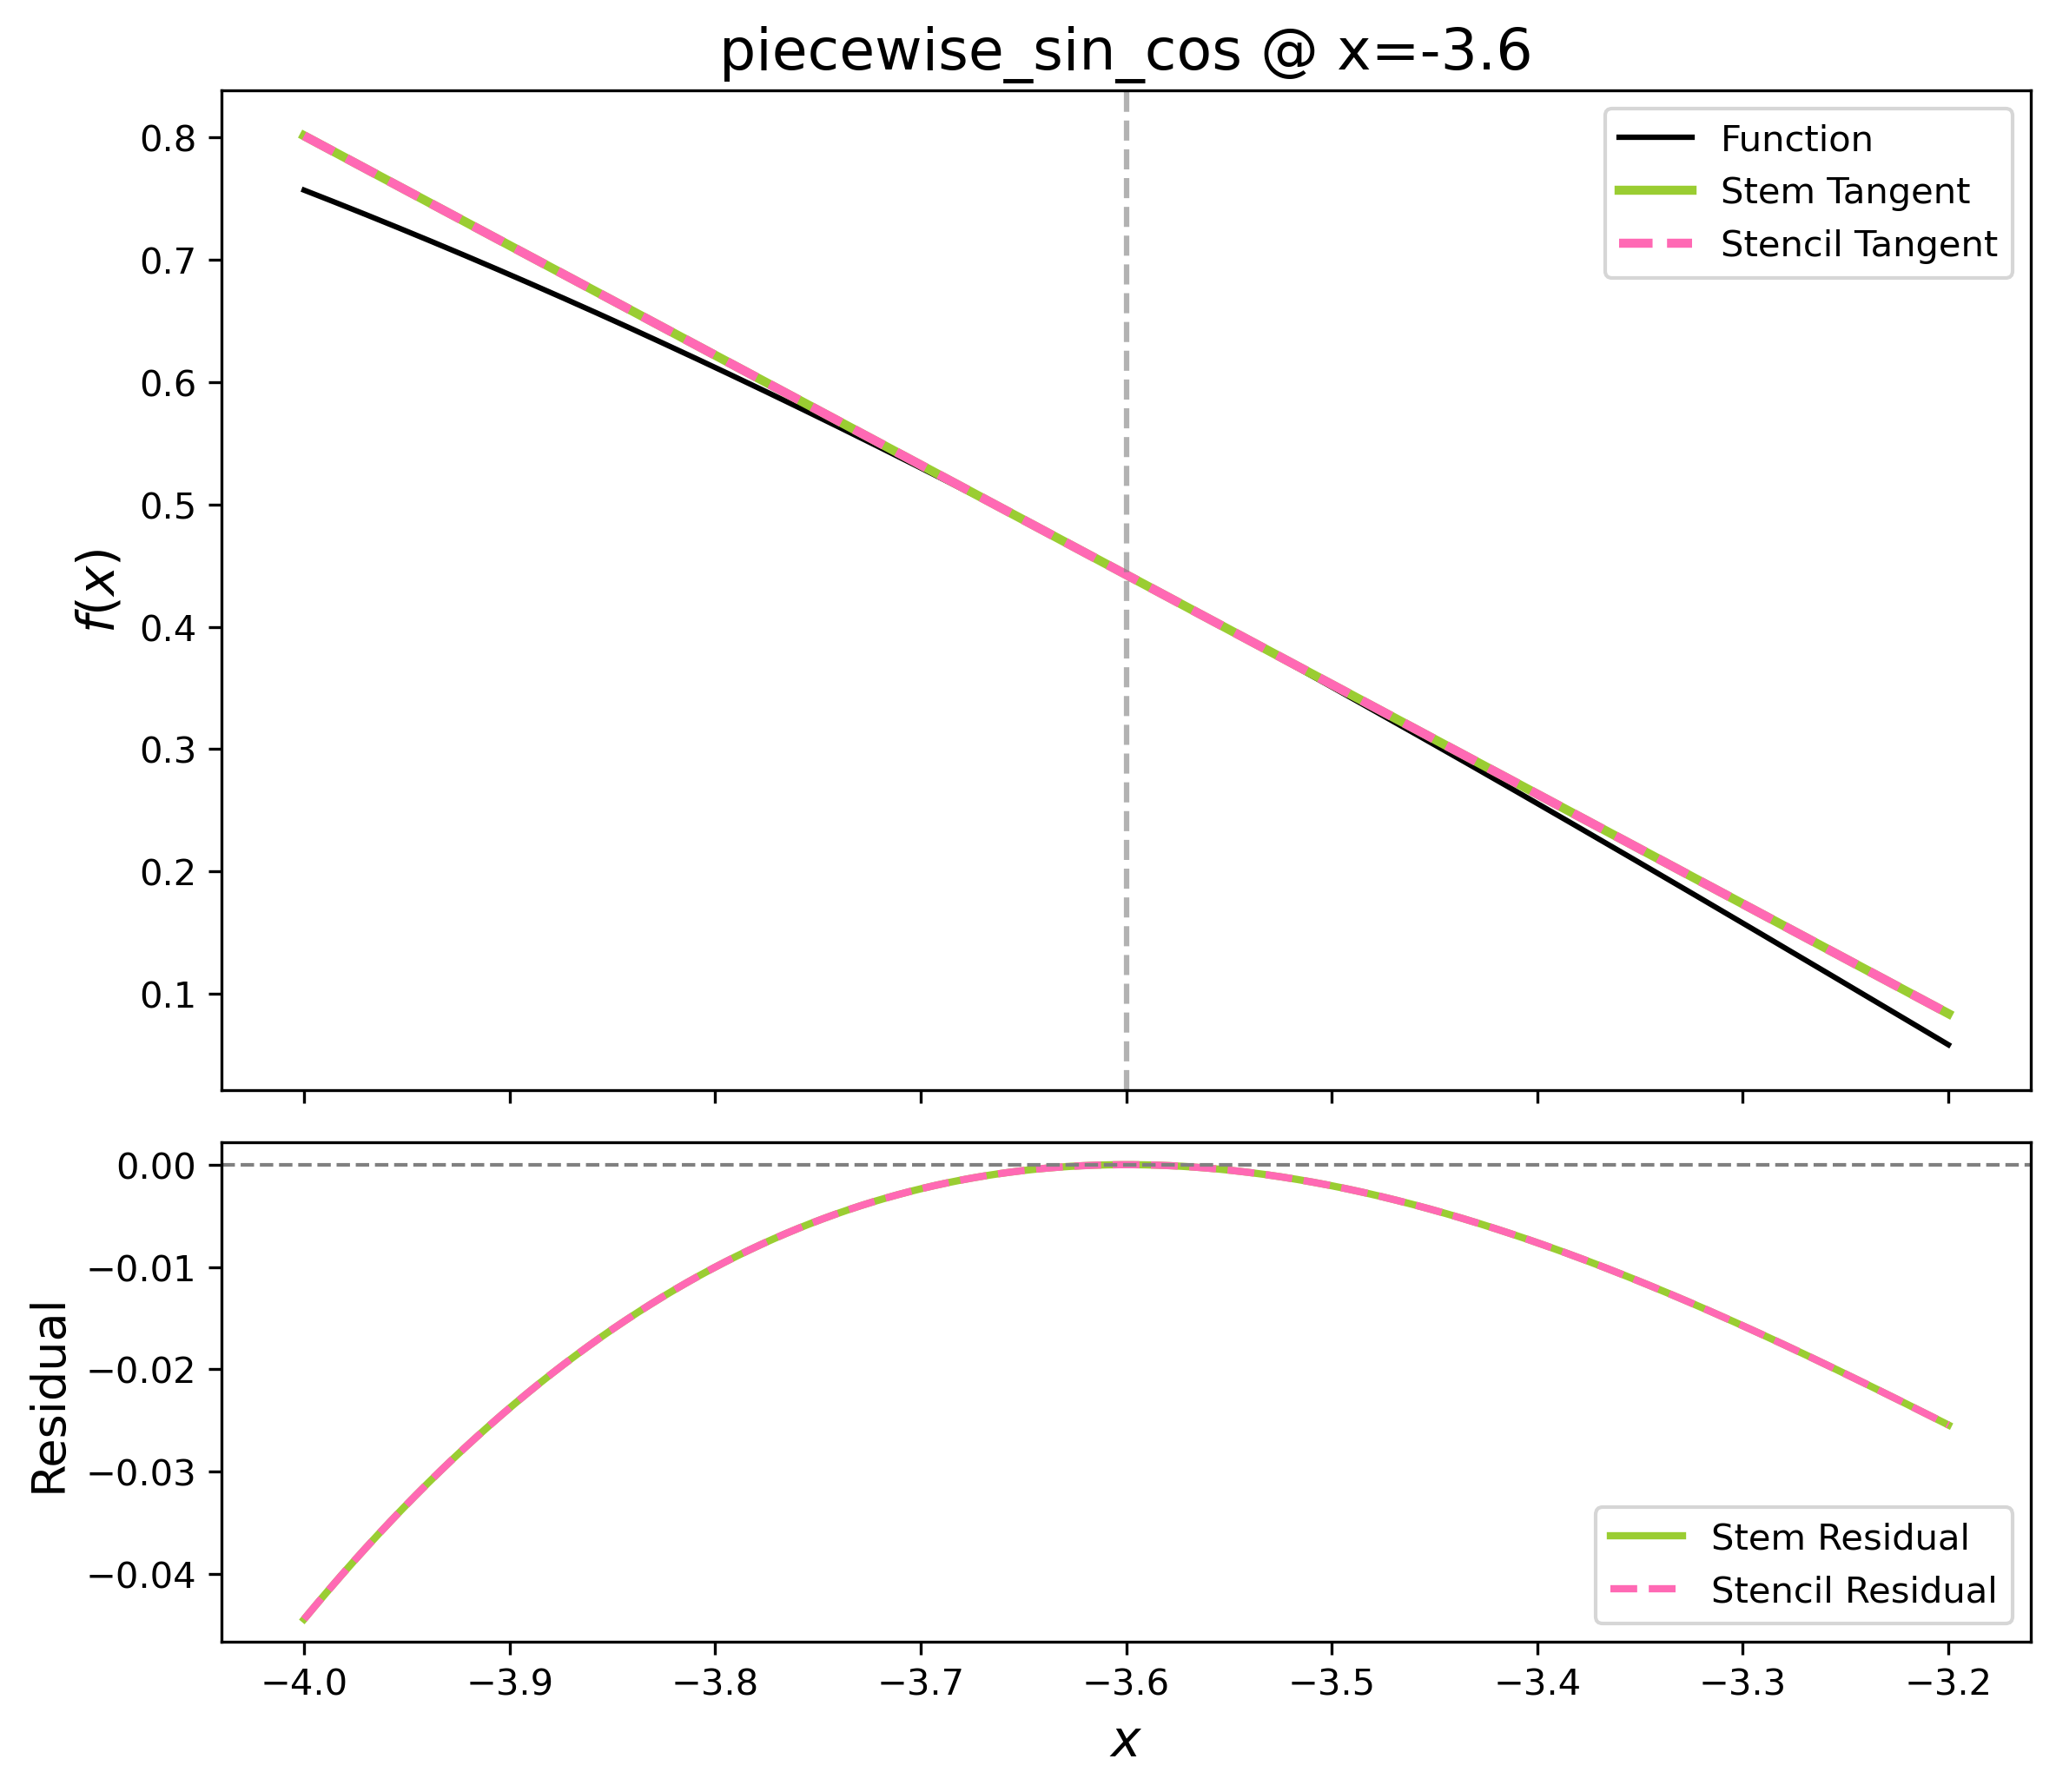 piecewise_sin_cos @ x=-3.6
f(x)
0.8
0.7
0.6
0.5
0.4
0.3
0.2
0.1
Function
Stem Tangent
Stencil Tangent
Residual
0.00
−0.01
−0.02
−0.03
−0.04
Stem Residual
Stencil Residual
−4.0 −3.9 −3.8 −3.7 −3.6 −3.5 −3.4 −3.3 −3.2
x